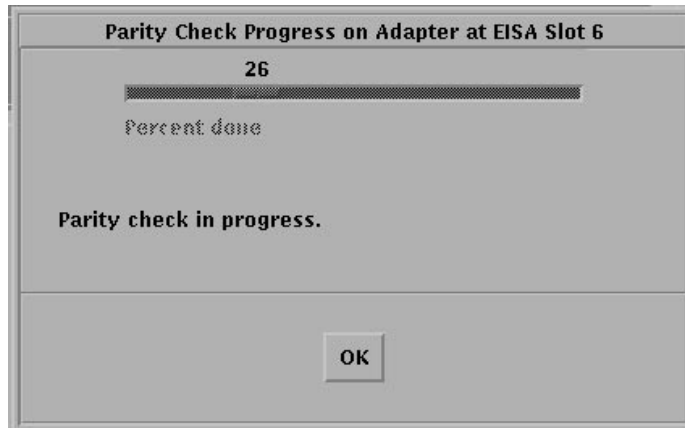 Parity Check Progress on Adapter at EISA Slot 6
26
Percent done
Parity check in progress.
OK